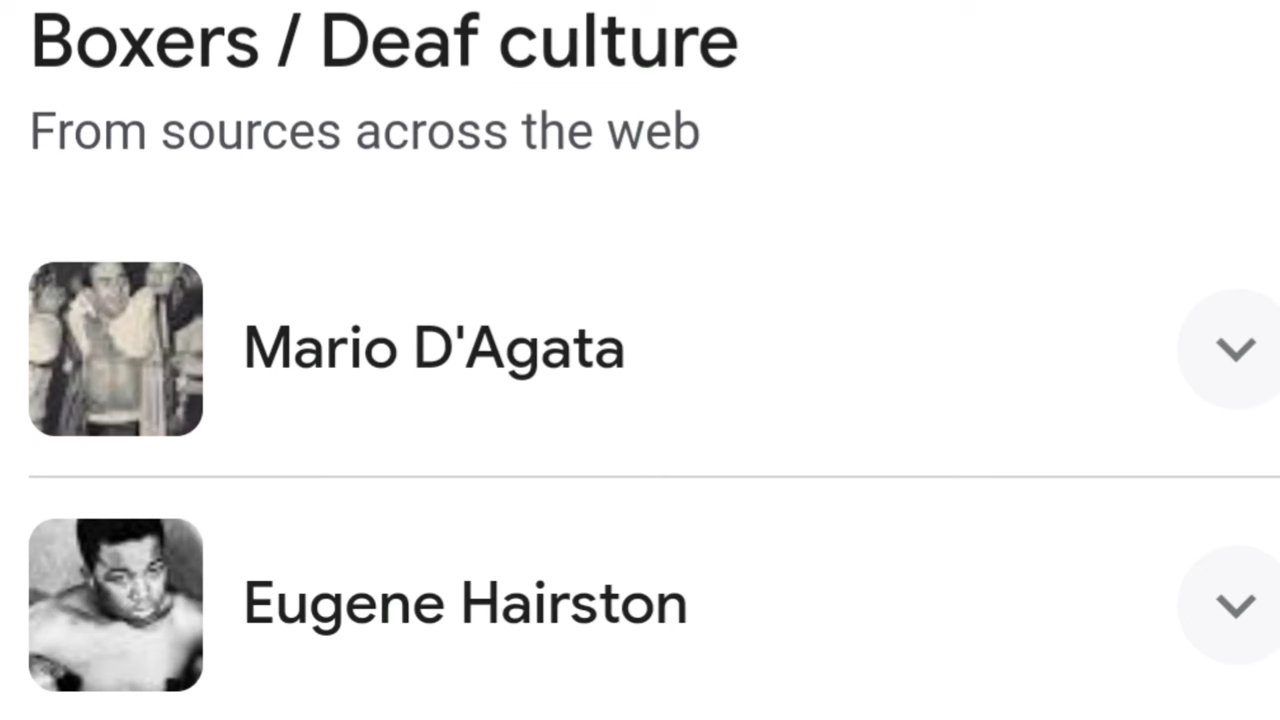 Boxers / Deaf culture
From sources across the web
Mario D'Agata
Eugene Hairston